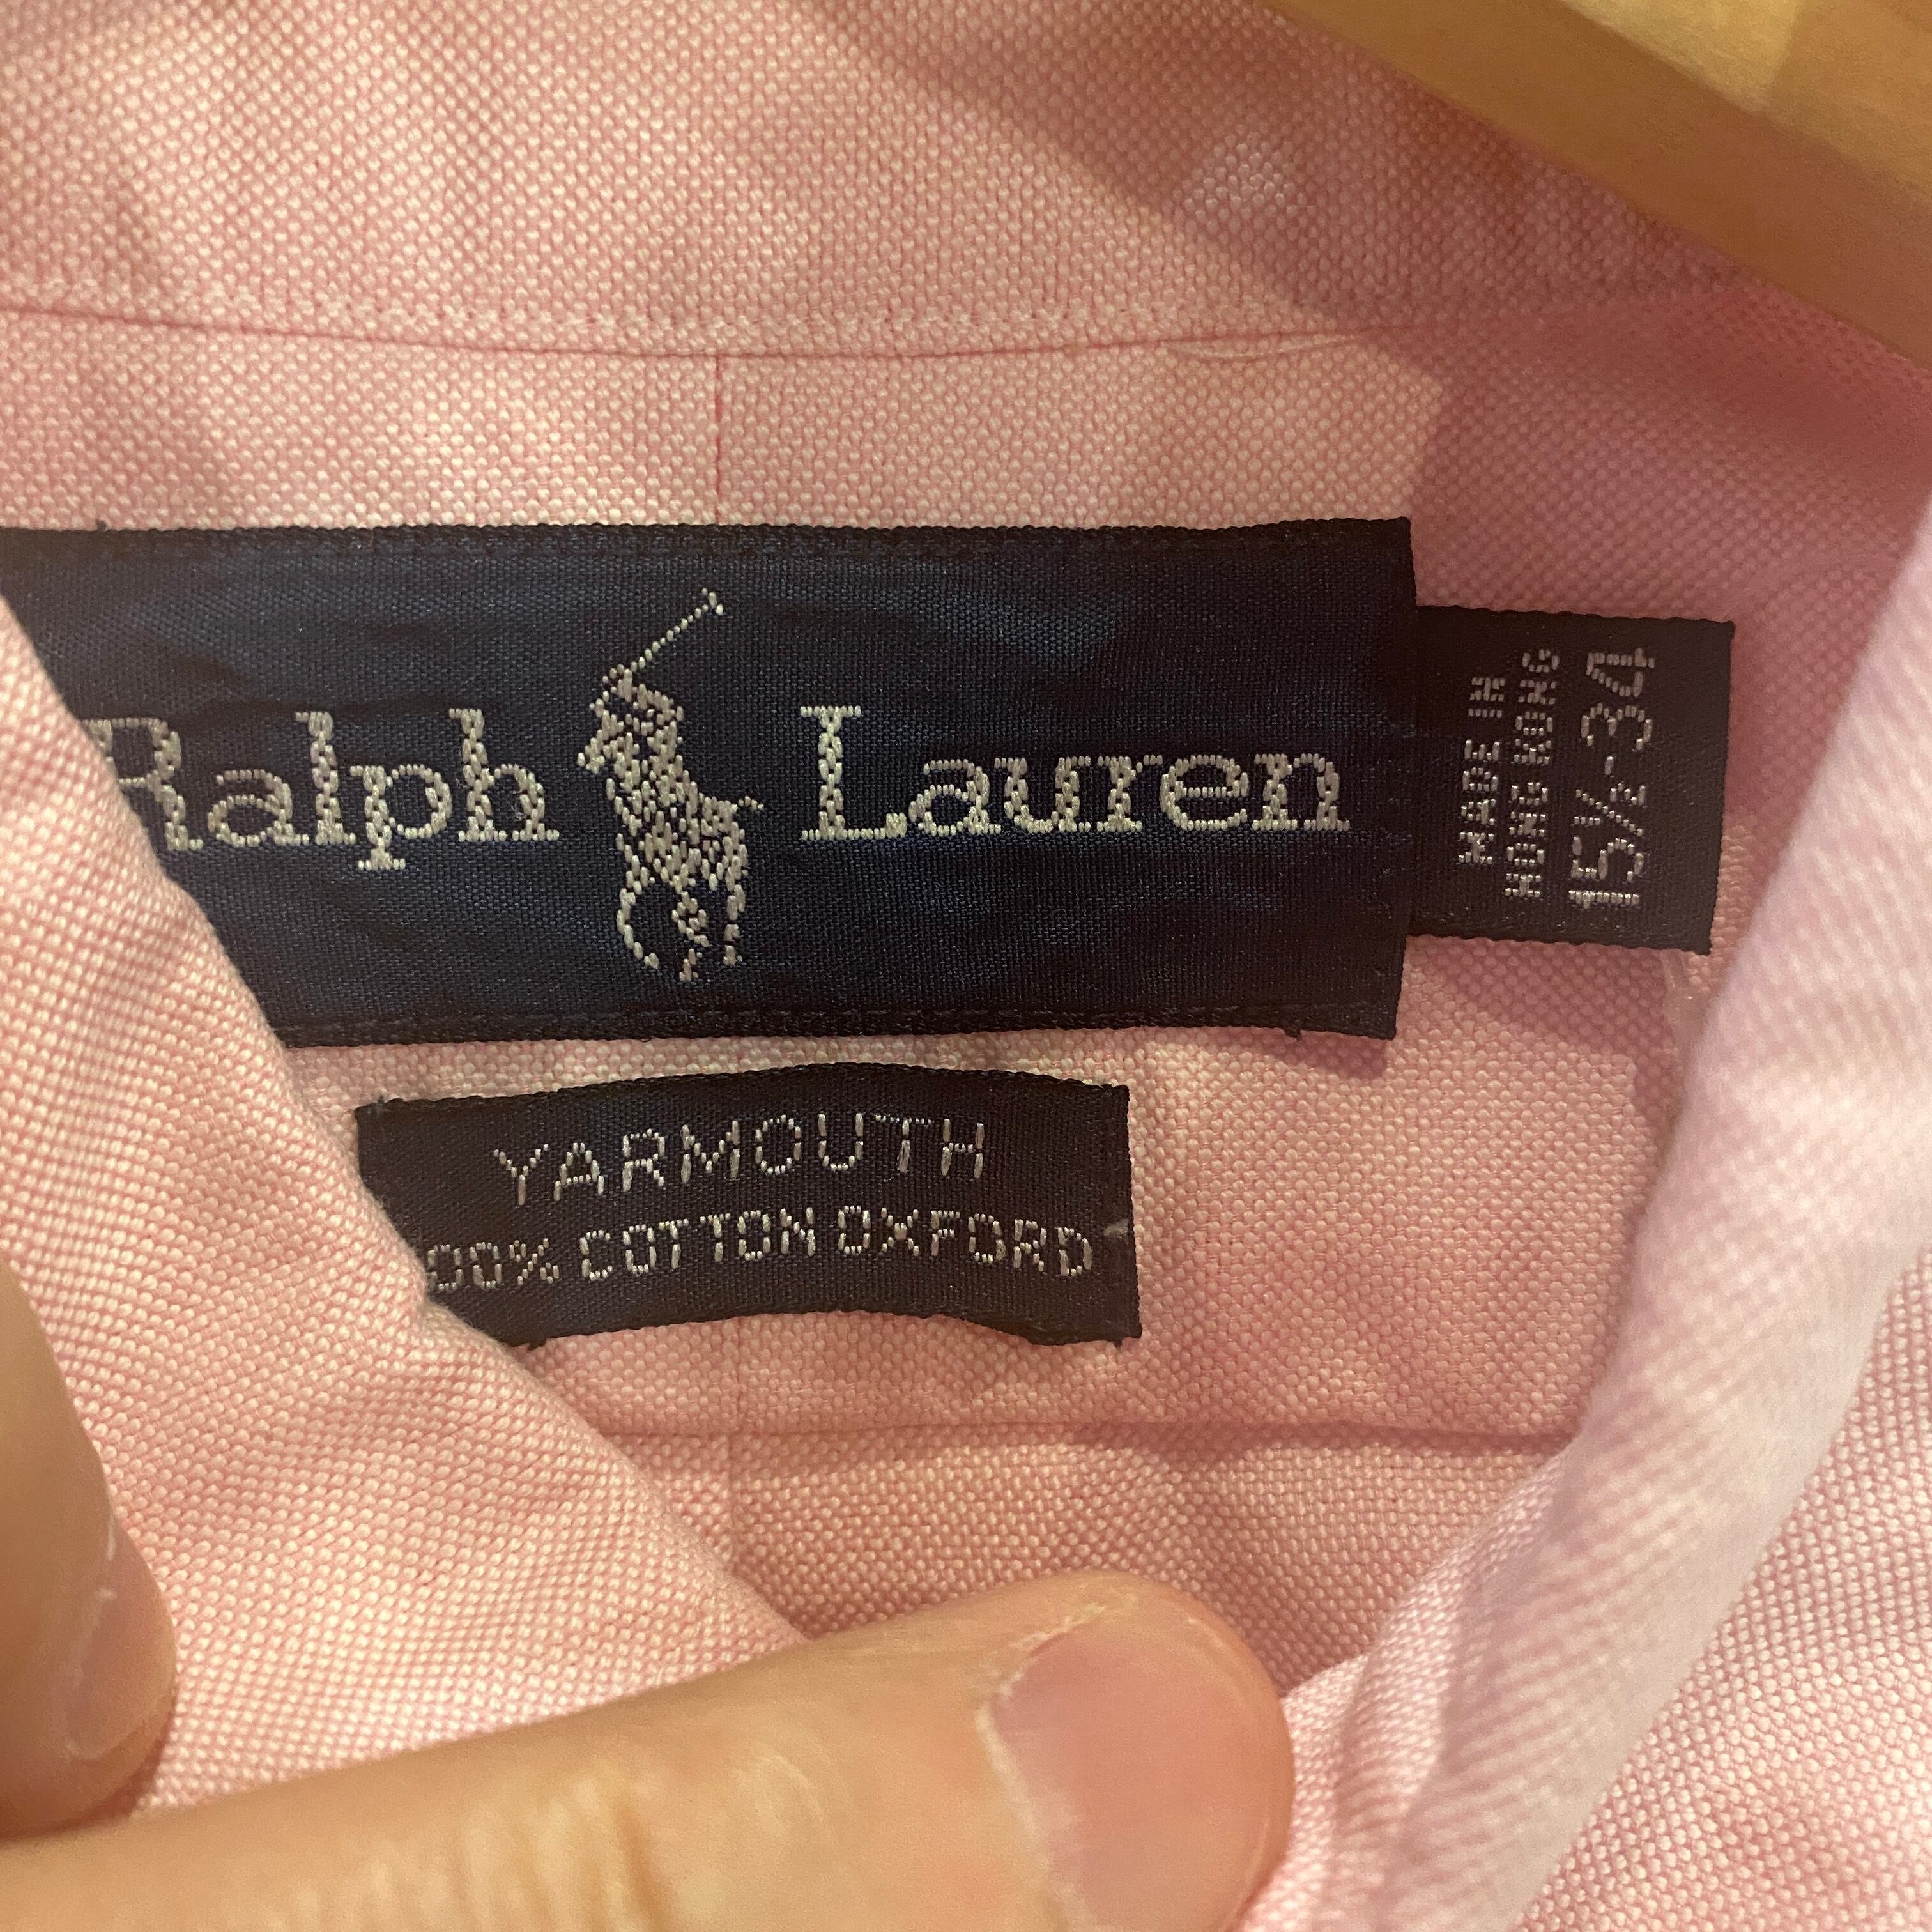 Ralph Lauren
MADE IN
HONG KONG
15½-34
YARMOUTH
00% COTTON OXFORD